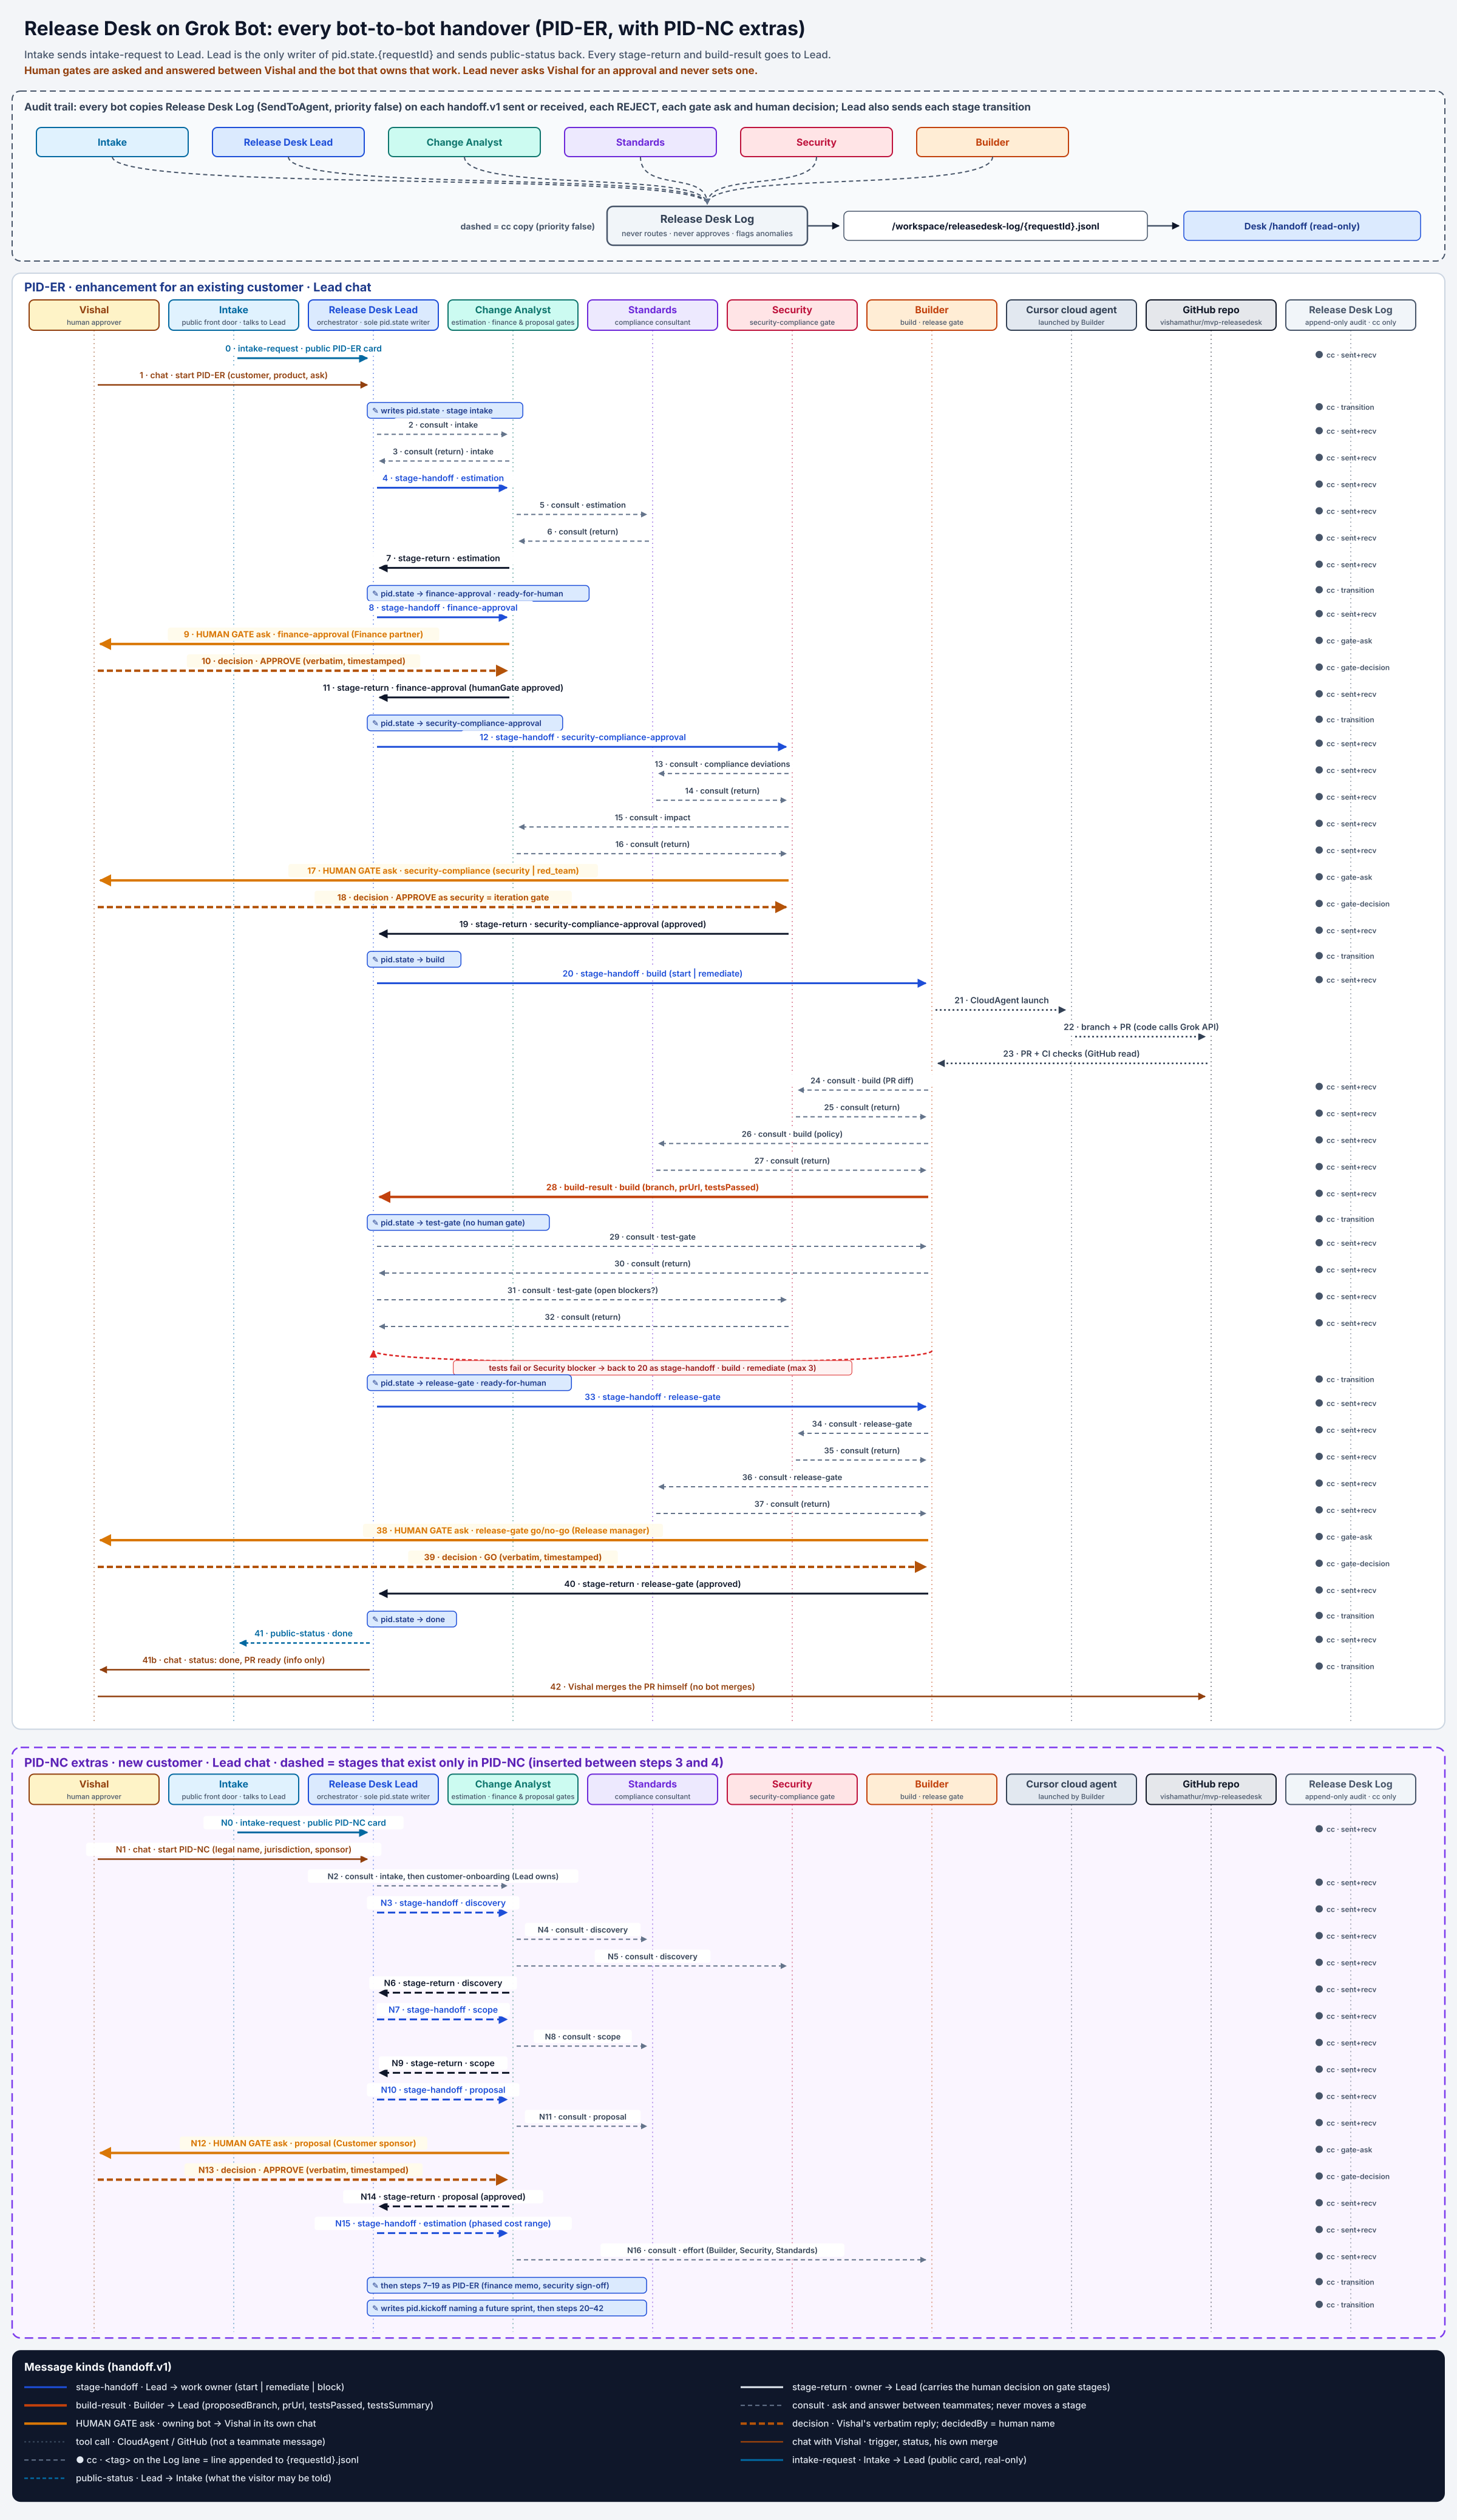 Release Desk on Grok Bot: every bot-to-bot handover (PID-ER, with PID-NC extras)
Intake sends intake-request to Lead. Lead is the only writer of pid.state.{requestId} and sends public-status back. Every stage-return and build-result goes to Lead.
Human gates are asked and answered between Vishal and the bot that owns that work. Lead never asks Vishal for an approval and never sets one.
Audit trail: every bot copies Release Desk Log (SendToAgent, priority false) on each handoff.v1 sent or received, each REJECT, each gate ask and human decision; Lead also sends each stage transition
Intake
Release Desk Lead
Change Analyst
Standards
Security
Builder
dashed = cc copy (priority false)
Release Desk Log
never routes · never approves · flags anomalies
/workspace/releasedesk-log/{requestId}.jsonl
Desk /handoff (read-only)
PID-ER · enhancement for an existing customer · Lead chat
Vishal
human approver
Intake
public front door · talks to Lead
Release Desk Lead
orchestrator · sole pid.state writer
Change Analyst
estimation · finance & proposal gates
Standards
compliance consultant
Security
security-compliance gate
Builder
build · release gate
Cursor cloud agent
launched by Builder
GitHub repo
vishamathur/mvp-releasedesk
Release Desk Log
append-only audit · cc only
0 · intake-request · public PID-ER card
cc · sent+recv
1 · chat · start PID-ER (customer, product, ask)
✎ writes pid.state · stage intake
cc · transition
2 · consult · intake
cc · sent+recv
3 · consult (return) · intake
cc · sent+recv
4 · stage-handoff · estimation
cc · sent+recv
5 · consult · estimation
cc · sent+recv
6 · consult (return)
cc · sent+recv
7 · stage-return · estimation
cc · sent+recv
✎ pid.state → finance-approval · ready-for-human
cc · transition
8 · stage-handoff · finance-approval
cc · sent+recv
9 · HUMAN GATE ask · finance-approval (Finance partner)
cc · gate-ask
10 · decision · APPROVE (verbatim, timestamped)
cc · gate-decision
11 · stage-return · finance-approval (humanGate approved)
cc · sent+recv
✎ pid.state → security-compliance-approval
cc · transition
12 · stage-handoff · security-compliance-approval
cc · sent+recv
13 · consult · compliance deviations
cc · sent+recv
14 · consult (return)
cc · sent+recv
15 · consult · impact
cc · sent+recv
16 · consult (return)
cc · sent+recv
17 · HUMAN GATE ask · security-compliance (security | red_team)
cc · gate-ask
18 · decision · APPROVE as security = iteration gate
cc · gate-decision
19 · stage-return · security-compliance-approval (approved)
cc · sent+recv
✎ pid.state → build
cc · transition
20 · stage-handoff · build (start | remediate)
cc · sent+recv
21 · CloudAgent launch
22 · branch + PR (code calls Grok API)
23 · PR + CI checks (GitHub read)
24 · consult · build (PR diff)
cc · sent+recv
25 · consult (return)
cc · sent+recv
26 · consult · build (policy)
cc · sent+recv
27 · consult (return)
cc · sent+recv
28 · build-result · build (branch, prUrl, testsPassed)
cc · sent+recv
✎ pid.state → test-gate (no human gate)
cc · transition
29 · consult · test-gate
cc · sent+recv
30 · consult (return)
cc · sent+recv
31 · consult · test-gate (open blockers?)
cc · sent+recv
32 · consult (return)
cc · sent+recv
tests fail or Security blocker → back to 20 as stage-handoff · build · remediate (max 3)
✎ pid.state → release-gate · ready-for-human
cc · transition
33 · stage-handoff · release-gate
cc · sent+recv
34 · consult · release-gate
cc · sent+recv
35 · consult (return)
cc · sent+recv
36 · consult · release-gate
cc · sent+recv
37 · consult (return)
cc · sent+recv
38 · HUMAN GATE ask · release-gate go/no-go (Release manager)
cc · gate-ask
39 · decision · GO (verbatim, timestamped)
cc · gate-decision
40 · stage-return · release-gate (approved)
cc · sent+recv
✎ pid.state → done
cc · transition
41 · public-status · done
cc · sent+recv
41b · chat · status: done, PR ready (info only)
cc · transition
42 · Vishal merges the PR himself (no bot merges)
PID-NC extras · new customer · Lead chat · dashed = stages that exist only in PID-NC (inserted between steps 3 and 4)
Vishal
human approver
Intake
public front door · talks to Lead
Release Desk Lead
orchestrator · sole pid.state writer
Change Analyst
estimation · finance & proposal gates
Standards
compliance consultant
Security
security-compliance gate
Builder
build · release gate
Cursor cloud agent
launched by Builder
GitHub repo
vishamathur/mvp-releasedesk
Release Desk Log
append-only audit · cc only
N0 · intake-request · public PID-NC card
cc · sent+recv
N1 · chat · start PID-NC (legal name, jurisdiction, sponsor)
N2 · consult · intake, then customer-onboarding (Lead owns)
cc · sent+recv
N3 · stage-handoff · discovery
cc · sent+recv
N4 · consult · discovery
cc · sent+recv
N5 · consult · discovery
cc · sent+recv
N6 · stage-return · discovery
cc · sent+recv
N7 · stage-handoff · scope
cc · sent+recv
N8 · consult · scope
cc · sent+recv
N9 · stage-return · scope
cc · sent+recv
N10 · stage-handoff · proposal
cc · sent+recv
N11 · consult · proposal
cc · sent+recv
N12 · HUMAN GATE ask · proposal (Customer sponsor)
cc · gate-ask
N13 · decision · APPROVE (verbatim, timestamped)
cc · gate-decision
N14 · stage-return · proposal (approved)
cc · sent+recv
N15 · stage-handoff · estimation (phased cost range)
cc · sent+recv
N16 · consult · effort (Builder, Security, Standards)
cc · sent+recv
✎ then steps 7–19 as PID-ER (finance memo, security sign-off)
cc · transition
✎ writes pid.kickoff naming a future sprint, then steps 20–42
cc · transition
Message kinds (handoff.v1)
stage-handoff · Lead → work owner (start | remediate | block)
stage-return · owner → Lead (carries the human decision on gate stages)
build-result · Builder → Lead (proposedBranch, prUrl, testsPassed, testsSummary)
consult · ask and answer between teammates; never moves a stage
HUMAN GATE ask · owning bot → Vishal in its own chat
decision · Vishal's verbatim reply; decidedBy = human name
tool call · CloudAgent / GitHub (not a teammate message)
chat with Vishal · trigger, status, his own merge
● cc · <tag> on the Log lane = line appended to {requestId}.jsonl
intake-request · Intake → Lead (public card, real-only)
public-status · Lead → Intake (what the visitor may be told)